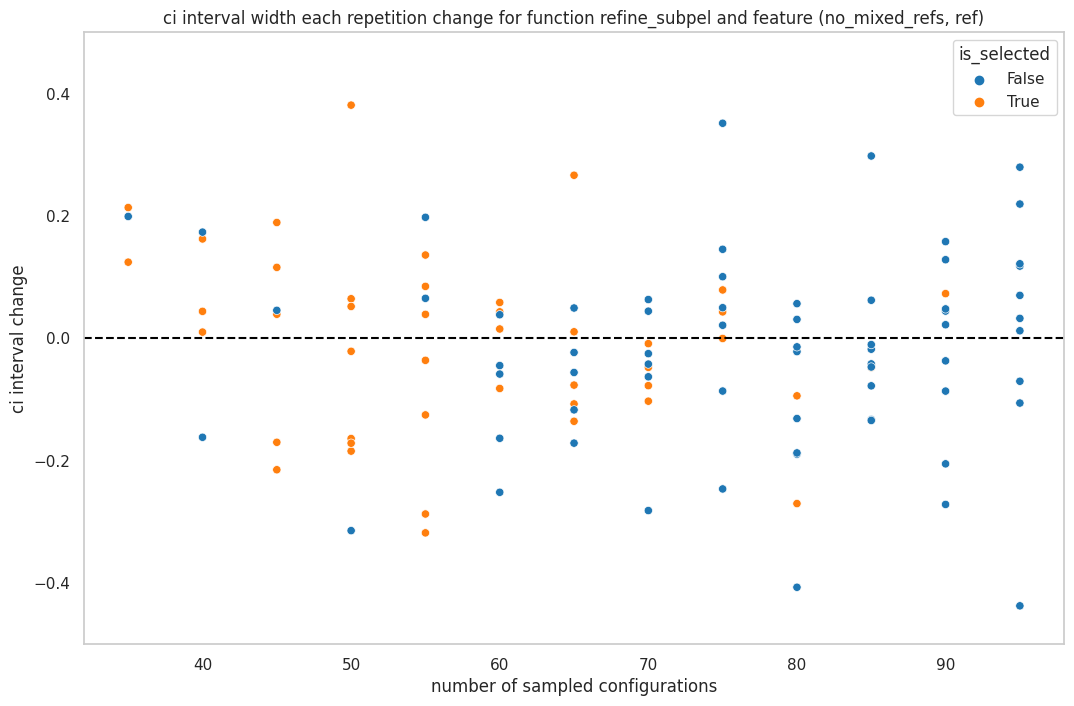 ci interval width each repetition change for function refine_subpel and feature (no_mixed_refs, ref)
is_selected
False
True
0.4
0.2
0.0
−0.2
−0.4
ci interval change
40
50
60
70
80
90
number of sampled configurations